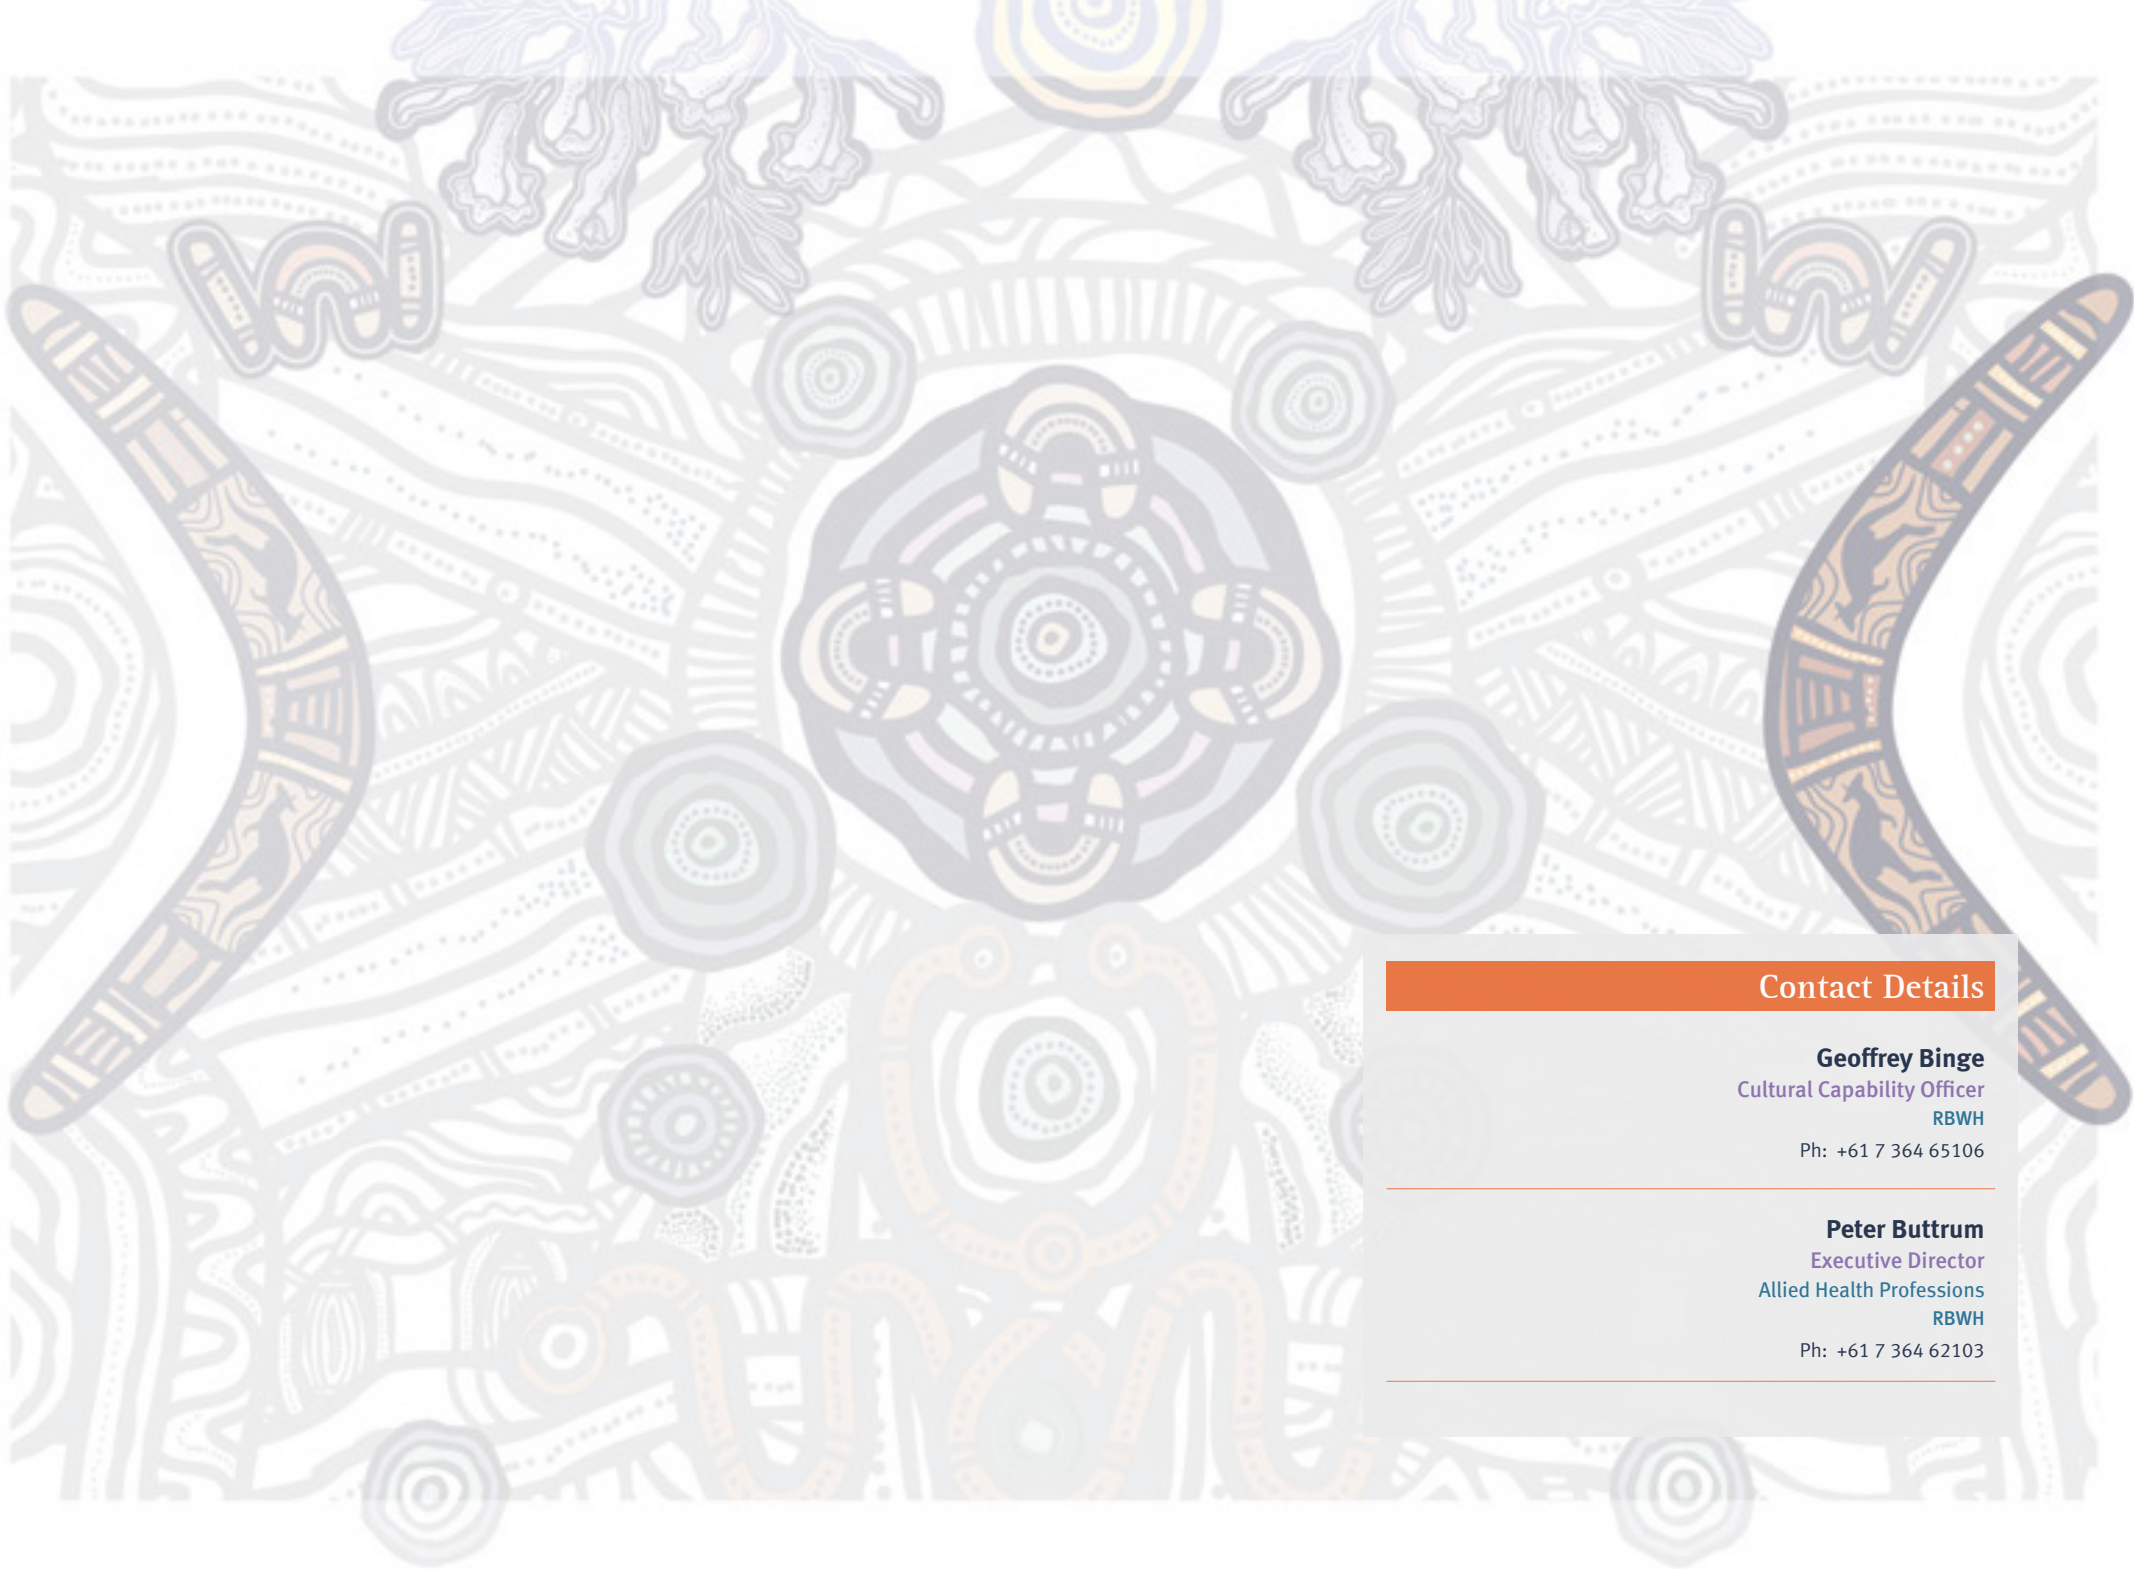 Contact Details
Geoffrey Binge
Cultural Capability Officer
RBWH
Ph: +61 7 364 65106
Peter Buttrum
Executive Director
Allied Health Professions
RBWH
Ph: +61 7 364 62103